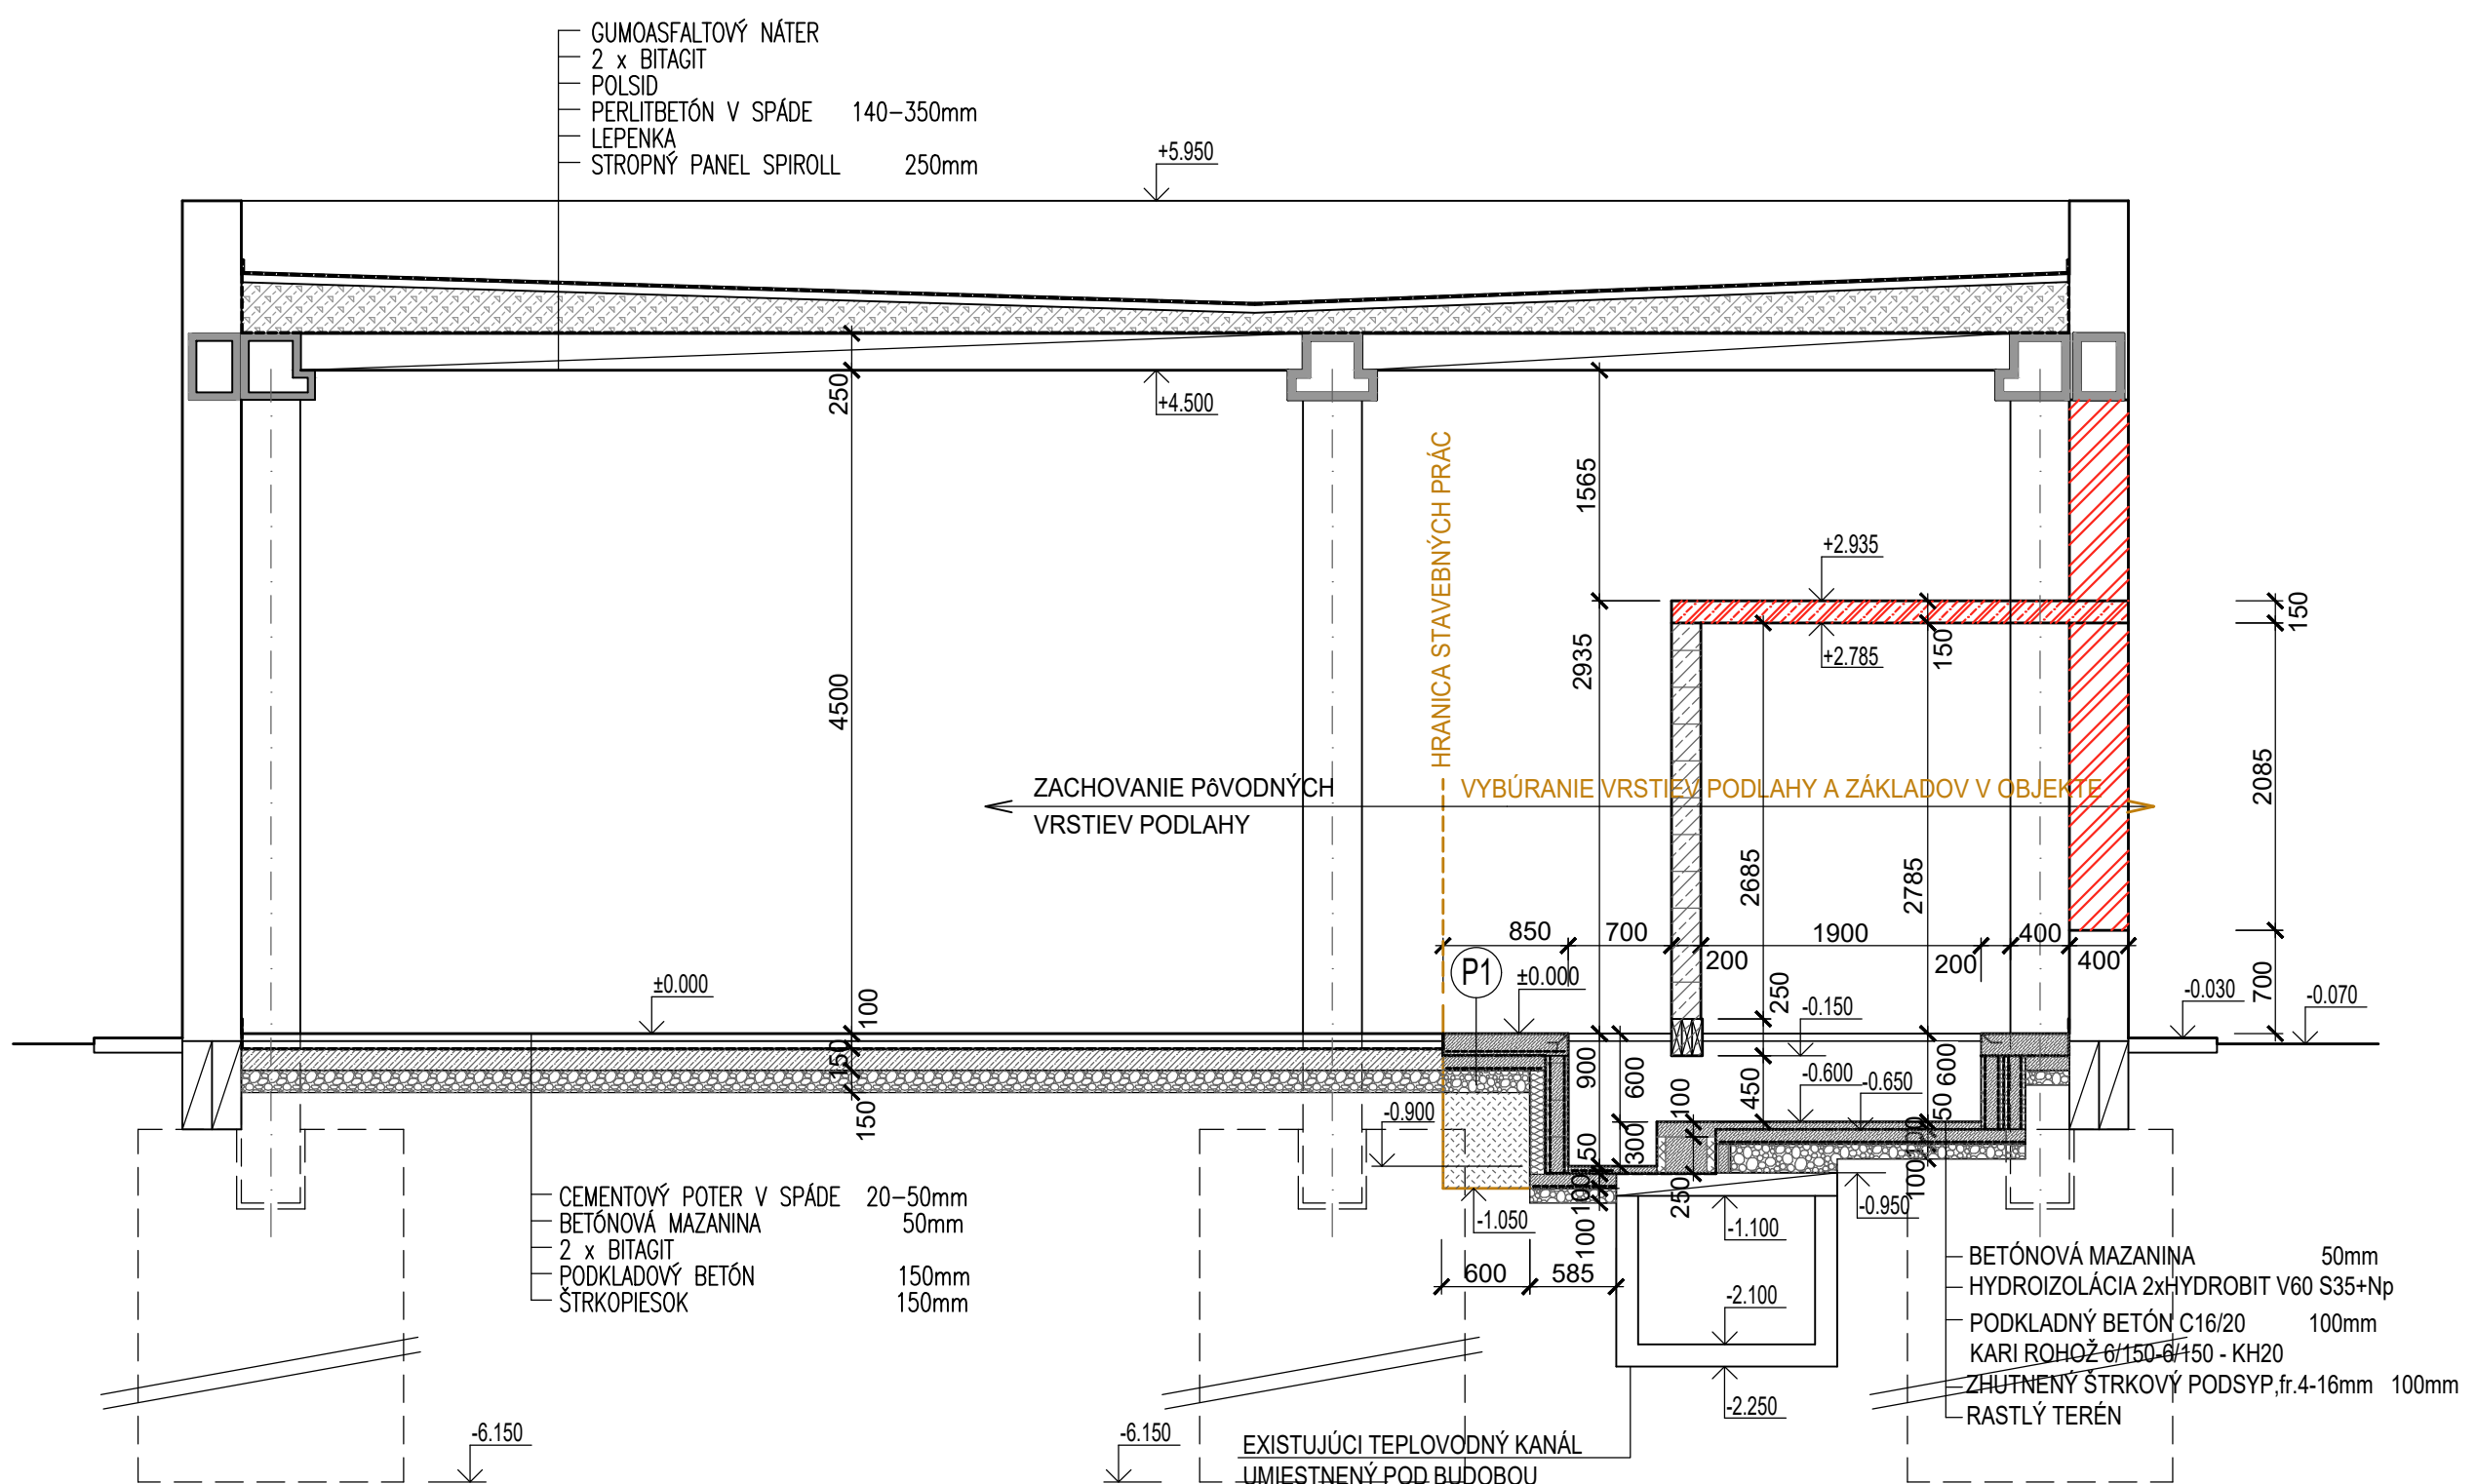 GUMOASFALTOVÝ NÁTER
2 x BITAGIT
POLSID
PERLITBETÓN V SPÁDE 140-350mm
LEPENKA
STROPNÝ PANEL SPIROLL 250mm
+5.950
250
+4.500
HRANICA STAVEBNÝCH PRÁC
1565
+2.935
150
2935
150
+2.785
4500
ZACHOVANIE PôVODNÝCH
VRSTIEV PODLAHY
VYBÚRANIE VRSTIEV PODLAHY A ZÁKLADOV V OBJEKTE
2085
2685
2785
850
700
1900
400
200
200
400
P1
±0.000
±0.000
100
250
-0.150
-0.030
-0.070
700
150
900
600
100
450
-0.600
-0.650
600
50
150
-0.900
50
300
100
100
100
250
-0.950
100
-1.050
-1.100
600
585
CEMENTOVÝ POTER V SPÁDE 20-50mm
BETÓNOVÁ MAZANINA 50mm
2 x BITAGIT
PODKLADOVÝ BETÓN 150mm
ŠTRKOPIESOK 150mm
-2.100
-2.250
BETÓNOVÁ MAZANINA 50mm
HYDROIZOLÁCIA 2xHYDROBIT V60 S35+Np
PODKLADNÝ BETÓN C16/20 100mm
KARI ROHOŽ 6/150-6/150 - KH20
ZHUTNENÝ ŠTRKOVÝ PODSYP,fr.4-16mm 100mm
RASTLÝ TERÉN
-6.150
-6.150
EXISTUJÚCI TEPLOVODNÝ KANÁL
UMIESTNENÝ POD BUDOBOU